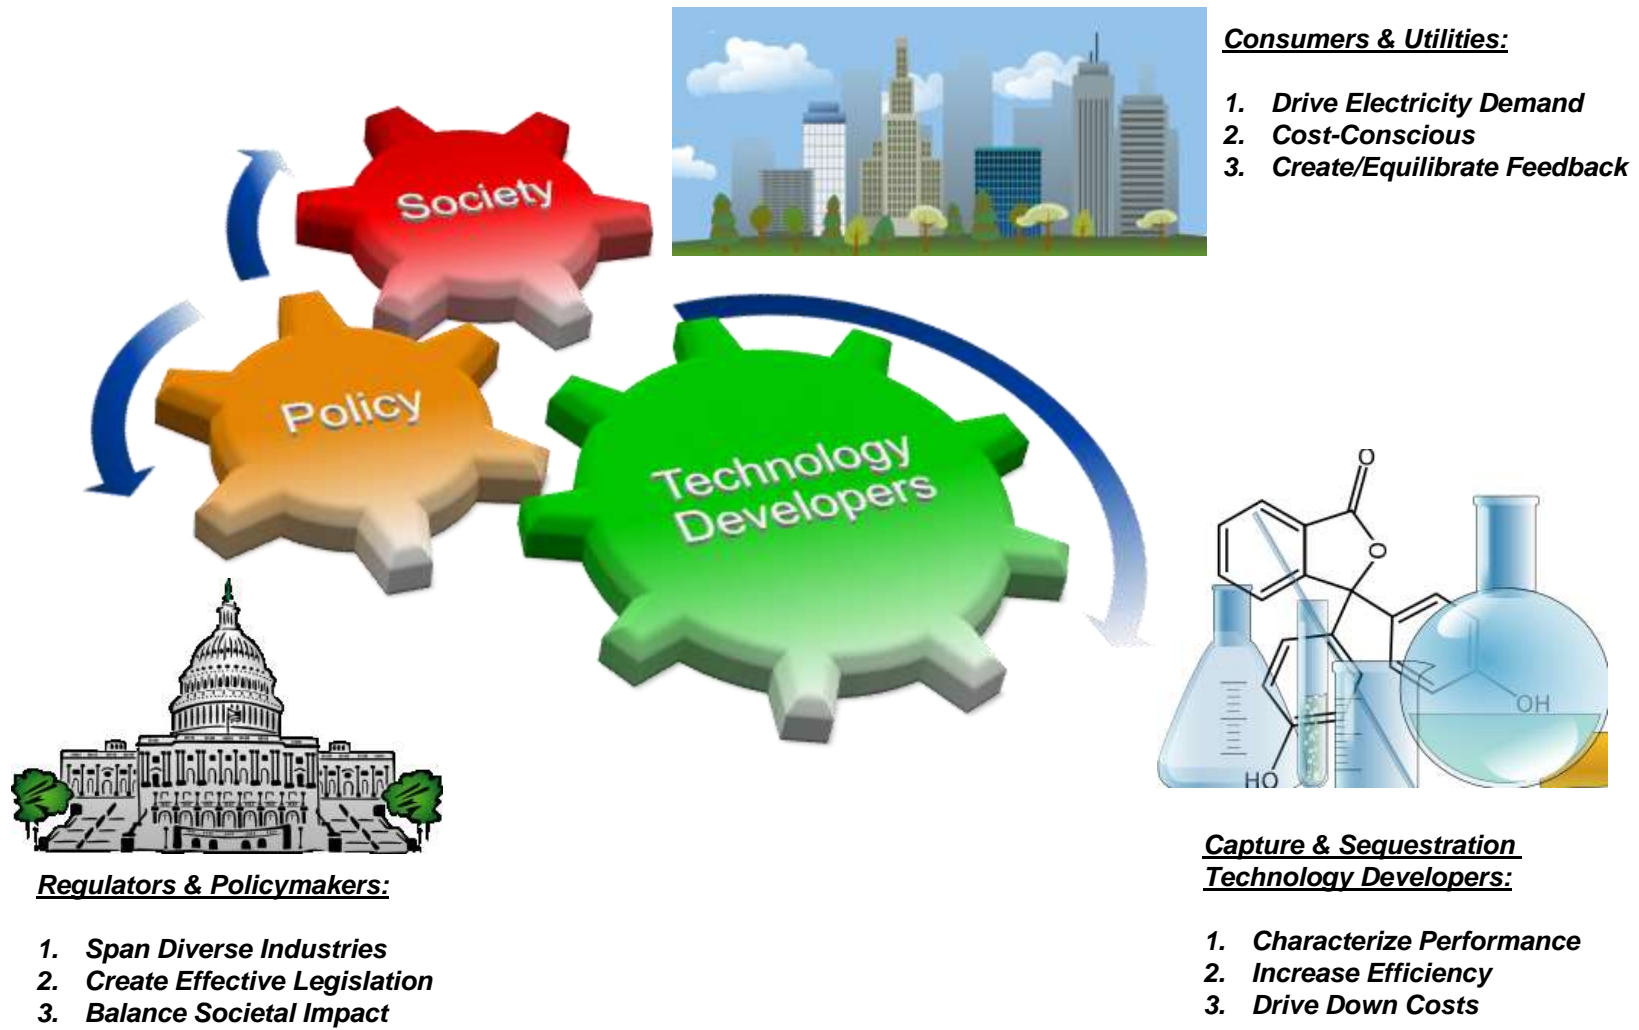 Consumers & Utilities:
1. Drive Electricity Demand
2. Cost-Conscious
3. Create/Equilibrate Feedback
Society
Policy
Technology
Developers
O
O
OH
HO
Regulators & Policymakers:
1. Span Diverse Industries
2. Create Effective Legislation
3. Balance Societal Impact
Capture & Sequestration
Technology Developers:
1. Characterize Performance
2. Increase Efficiency
3. Drive Down Costs